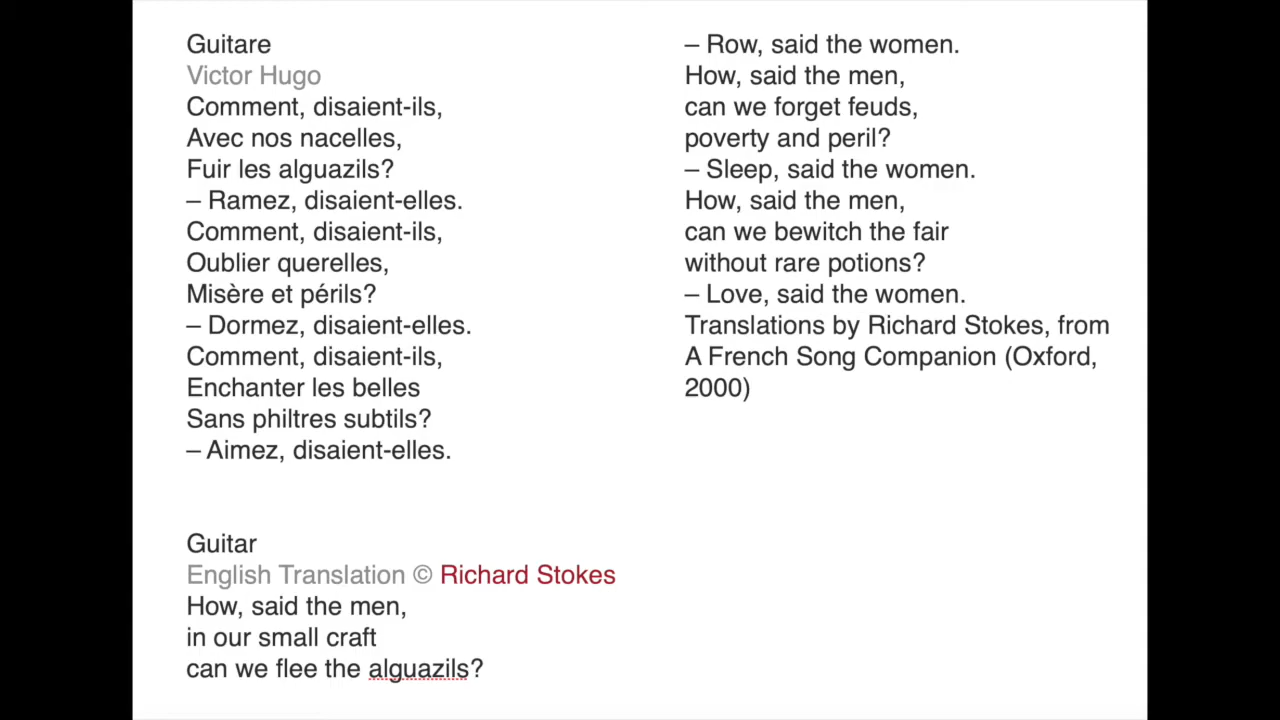 Guitare
Victor Hugo
Comment, disaient-ils,
Avec nos nacelles,
Fuir les alguazils?
– Ramez, disaient-elles.
Comment, disaient-ils,
Oublier querelles,
Misère et périls?
– Dormez, disaient-elles.
Comment, disaient-ils,
Enchanter les belles
Sans philtres subtils?
– Aimez, disaient-elles.
Guitar
English Translation © Richard Stokes
How, said the men,
in our small craft
can we flee the alguazils?
– Row, said the women.
How, said the men,
can we forget feuds,
poverty and peril?
– Sleep, said the women.
How, said the men,
can we bewitch the fair
without rare potions?
– Love, said the women.
Translations by Richard Stokes, from
A French Song Companion (Oxford,
2000)